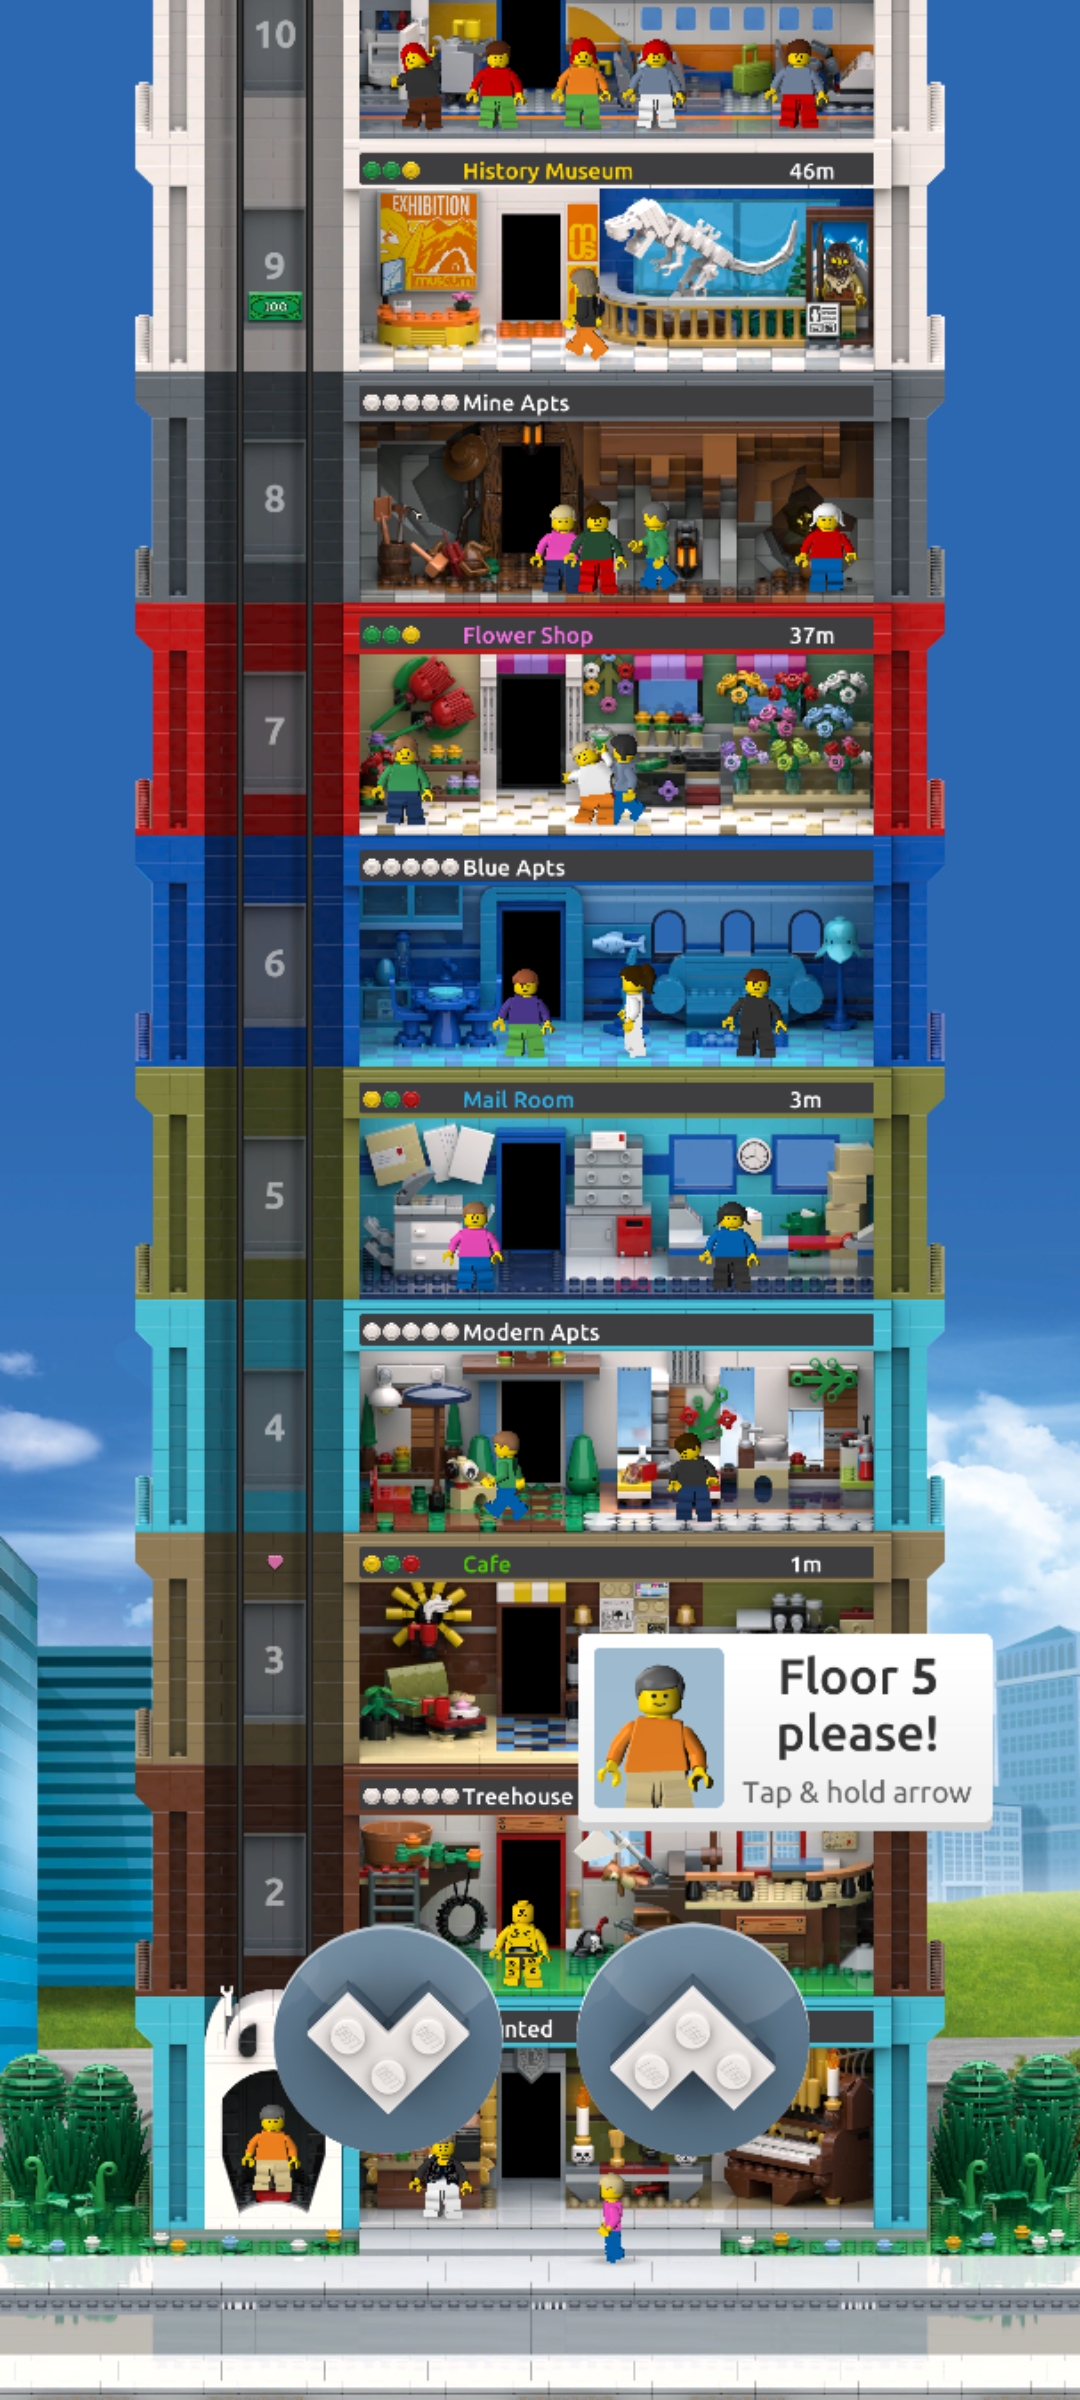 10
History Museum 46m
EXHIBITION
museum
9
100
Mine Apts
8
Flower Shop 37m
7
Blue Apts
6
Mail Room 3m
5
Modern Apts
4
Cafe 1m
3
Floor 5
please!
Tap & hold arrow
Treehouse
2
nted